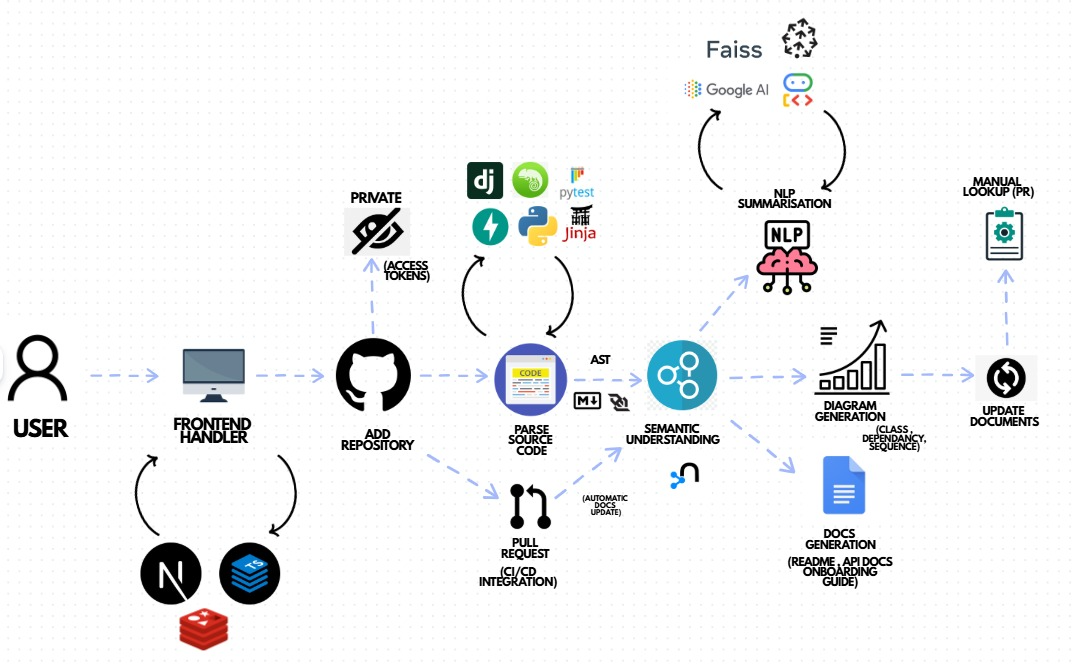 Faiss
Google AI
dj
pytest
Jinja
PRIVATE
(ACCESS
TOKENS)
NLP
SUMMARISATION
NLP
MANUAL
LOOKUP (PR)
USER
FRONTEND
HANDLER
ADD
REPOSITORY
CODE
PARSE
SOURCE
CODE
AST
M
SEMANTIC
UNDERSTANDING
DIAGRAM
GENERATION
(CLASS ,
DEPENDANCY,
SEQUENCE)
UPDATE
DOCUMENTS
PULL
REQUEST
(CI/CD
INTEGRATION)
(AUTOMATIC
DOCS
UPDATE)
DOCS
GENERATION
(README , API DOCS
ONBOARDING
GUIDE)
N
TS